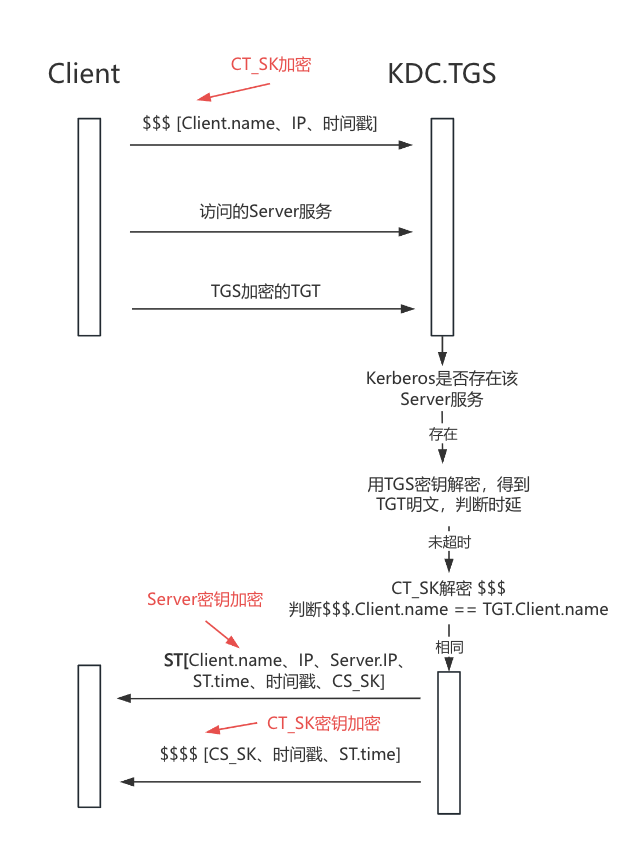 Client
CT_SK加密
KDC.TGS
$$$ [Client.name、IP、时间戳]
访问的Server服务
TGS加密的TGT
Kerberos是否存在该
Server服务
存在
用TGS密钥解密，得到
TGT明文，判断时延
未超时
CT_SK解密 $$$
判断$$$.Client.name == TGT.Client.name
相同
Server密钥加密
ST[Client.name、IP、Server.IP、
ST.time、时间戳、CS_SK]
CT_SK密钥加密
$$$$ [CS_SK、时间戳、ST.time]